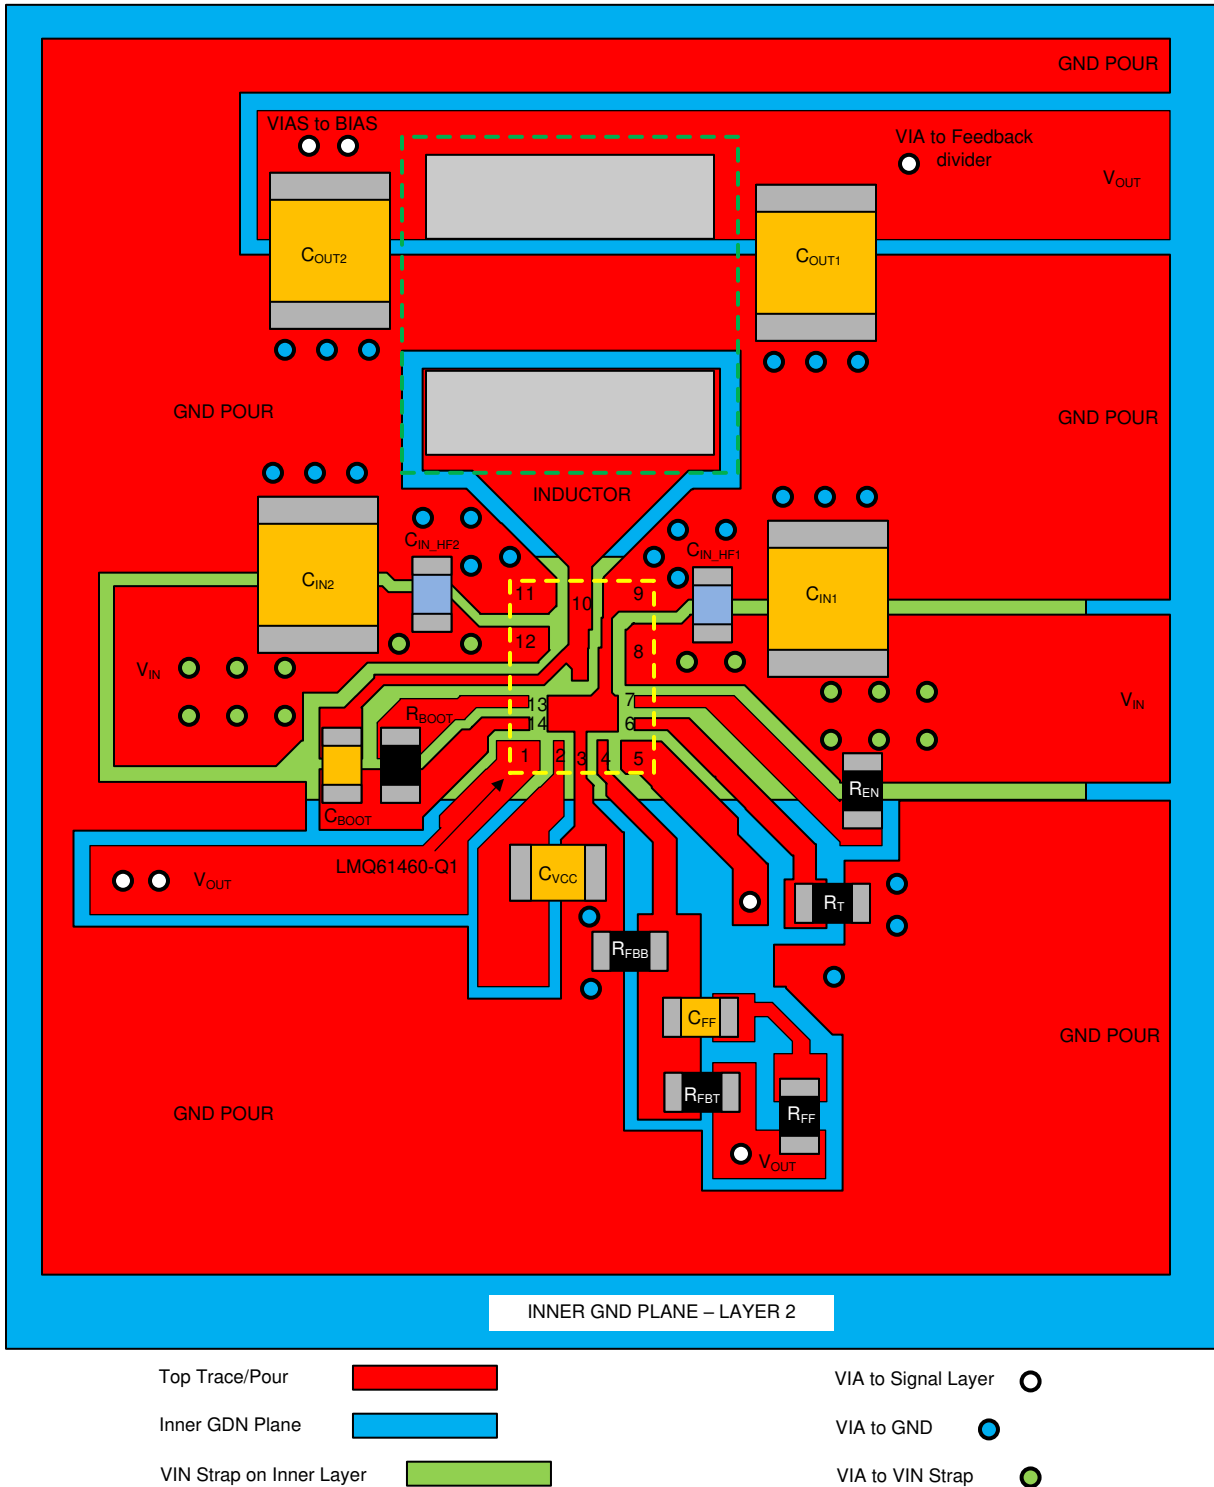 GND POUR
VIAS to BIAS
VIA to Feedback
divider
VOUT
COUT2
COUT1
GND POUR
GND POUR
INDUCTOR
CIN_HF2
CIN_HF1
CIN2
CIN1
11
10
9
12
8
VIN
VIN
13
7
RBOOT
14
6
1
2
3
4
5
REN
CBOOT
LMQ61460-Q1
CVCC
VOUT
RT
RFBB
CFF
GND POUR
RFBT
RFF
GND POUR
VOUT
INNER GND PLANE – LAYER 2
Top Trace/Pour
VIA to Signal Layer
Inner GDN Plane
VIA to GND
VIN Strap on Inner Layer
VIA to VIN Strap